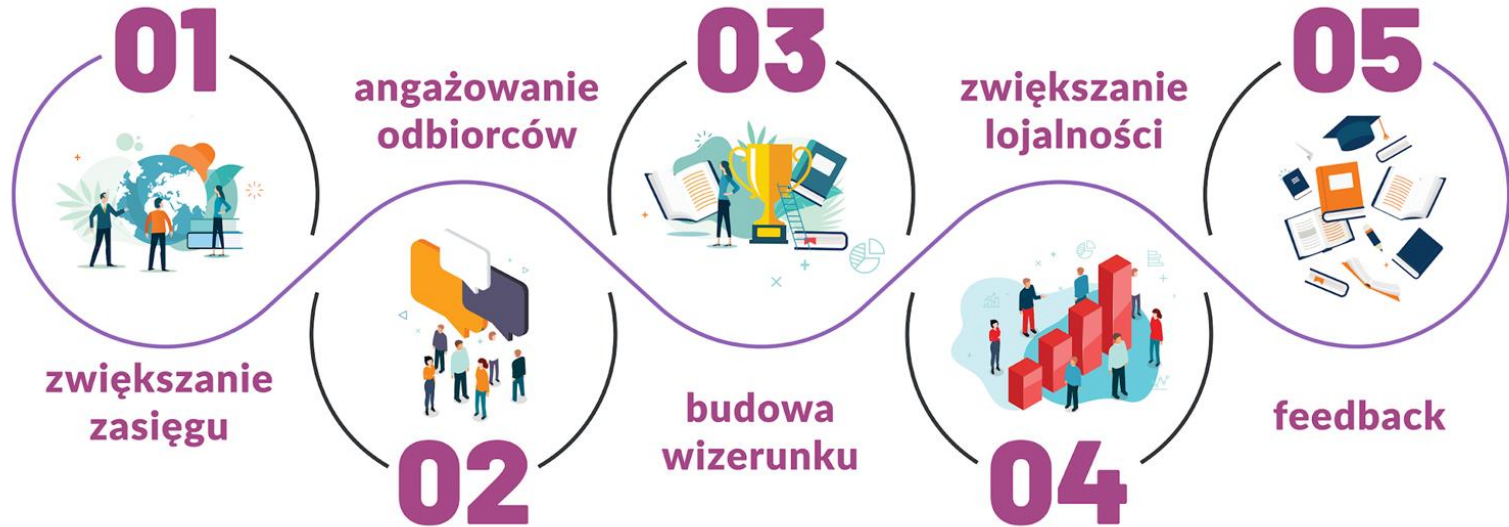 01
zwiększanie
zasięgu
angażowanie
odbiorców
02
03
budowa
wizerunku
zwiększanie
lojalności
04
05
feedback